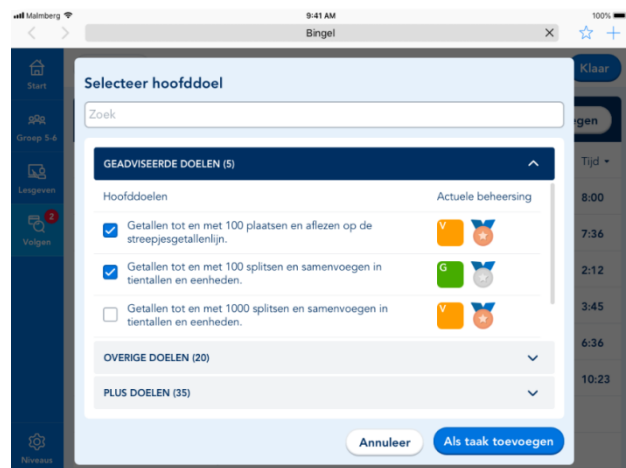 Malmberg 9:41 AM 100%
Bingel
Start
Groep 5-6
Lesgeven
2
Volgen
Niveaus
Klaar
egen
Tijd
8:00
7:36
2:12
3:45
6:36
10:23
Selecteer hoofddoel
Zoek
GEADVISEERDE DOELEN (5)
Hoofddoelen Actuele beheersing
Getallen tot en met 100 plaatsen en aflezen op de
streepjesgetallenlijn.
V
Getallen tot en met 100 splitsen en samenvoegen in
tientallen en eenheden.
G
Getallen tot en met 1000 splitsen en samenvoegen in
tientallen en eenheden.
V
OVERIGE DOELEN (20)
PLUS DOELEN (35)
Annuleer Als taak toevoegen